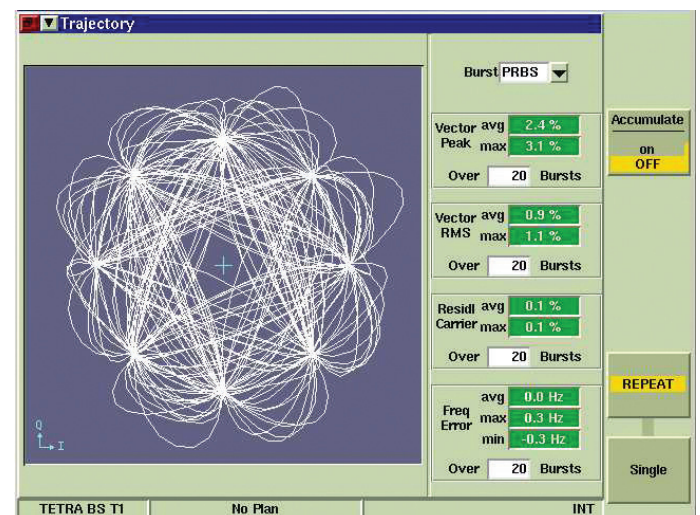 Trajectory
Burst PRBS
Vector Peak avg 2.4 %
max 3.1 %
Over 20 Bursts
Vector RMS avg 0.9 %
max 1.1 %
Over 20 Bursts
Residl Carrier avg 0.1 %
max 0.1 %
Over 20 Bursts
Freq Error avg 0.0 Hz
max 0.3 Hz
min -0.3 Hz
Over 20 Bursts
Accumulate
on
OFF
REPEAT
Single
Q
I
TETRA BS T1 No Plan INT